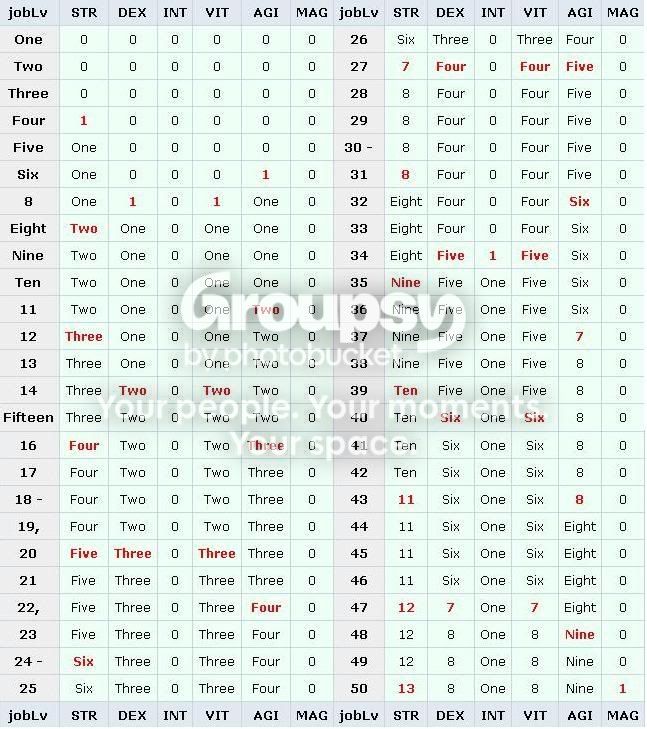 jobLv STR DEX INT VIT AGI MAG jobLv STR DEX INT VIT AGI MAG
One 0 0 0 0 0 0 26 Six Three 0 Three Four 0
Two 0 0 0 0 0 0 27 7 Four 0 Four Five 0
Three 0 0 0 0 0 0 28 8 Four 0 Four Five 0
Four 1 0 0 0 0 0 29 8 Four 0 Four Five 0
Five One 0 0 0 0 0 30 - 8 Four 0 Four Five 0
Six One 0 0 0 1 0 31 8 Four 0 Four Five 0
8 One 1 0 1 One 0 32 Eight Four 0 Four Six 0
Eight Two One 0 One One 0 33 Eight Four 0 Four Six 0
Nine Two One 0 One One 0 34 Eight Five 1 Five Six 0
Ten Two One 0 One One 0 35 Nine Five One Five Six 0
11 Two One 0 One Two 0 36 Nine Five One Five Six 0
12 Three One 0 One Two 0 37 Nine Five One Five 7 0
13 Three One 0 One Two 0 38 Nine Five One Five 8 0
14 Three Two 0 Two Two 0 39 Ten Five One Five 8 0
Fifteen Three Two 0 Two Two 0 40 Ten Six One Six 8 0
16 Four Two 0 Two Three 0 41 Ten Six One Six 8 0
17 Four Two 0 Two Three 0 42 Ten Six One Six 8 0
18 - Four Two 0 Two Three 0 43 11 Six One Six 8 0
19, Four Two 0 Two Three 0 44 11 Six One Six Eight 0
20 Five Three 0 Three Three 0 45 11 Six One Six Eight 0
21 Five Three 0 Three Three 0 46 11 Six One Six Eight 0
22, Five Three 0 Three Four 0 47 12 7 One 7 Eight 0
23 Five Three 0 Three Four 0 48 12 8 One 8 Nine 0
24 - Six Three 0 Three Four 0 49 12 8 One 8 Nine 0
25 Six Three 0 Three Four 0 50 13 8 One 8 Nine 1
jobLv STR DEX INT VIT AGI MAG jobLv STR DEX INT VIT AGI MAG
Groupsy
by photobucket
Your people. Your moments.
Your space.